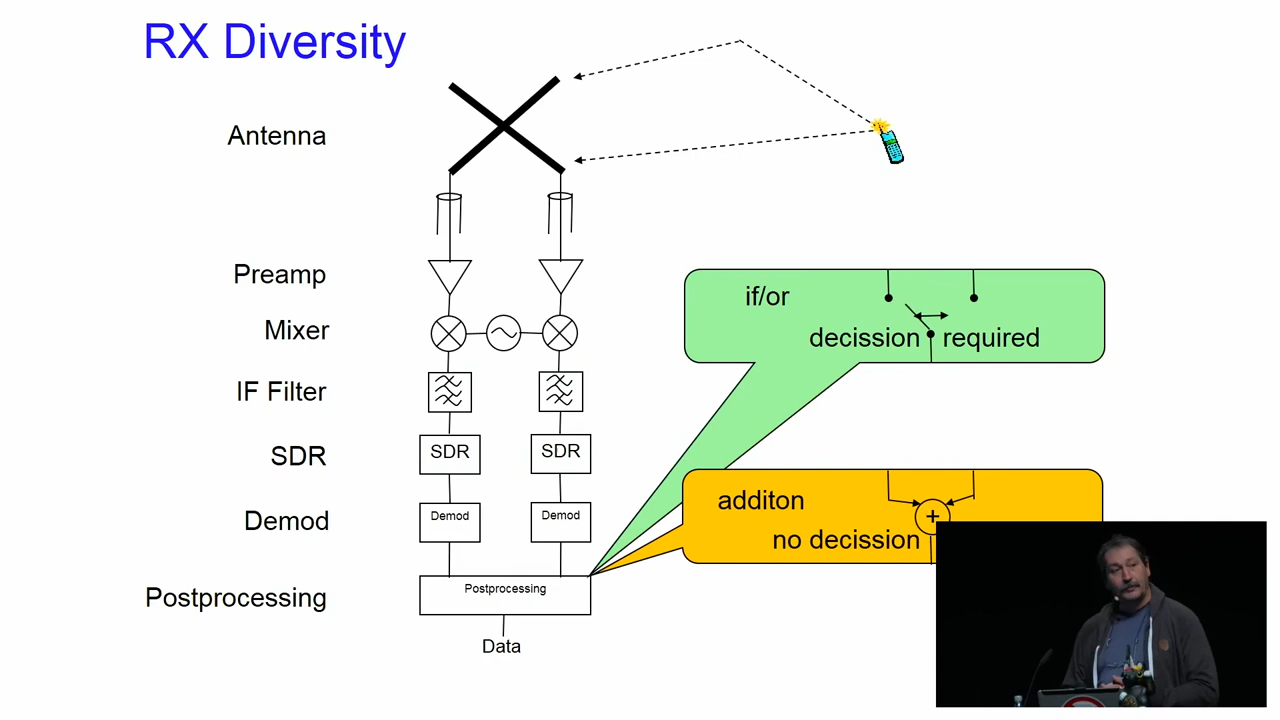 RX Diversity
Antenna
Preamp
Mixer
IF Filter
SDR
Demod
Postprocessing
SDR
SDR
Demod
Demod
Postprocessing
Data
if/or
decission required
additon
+
no decission